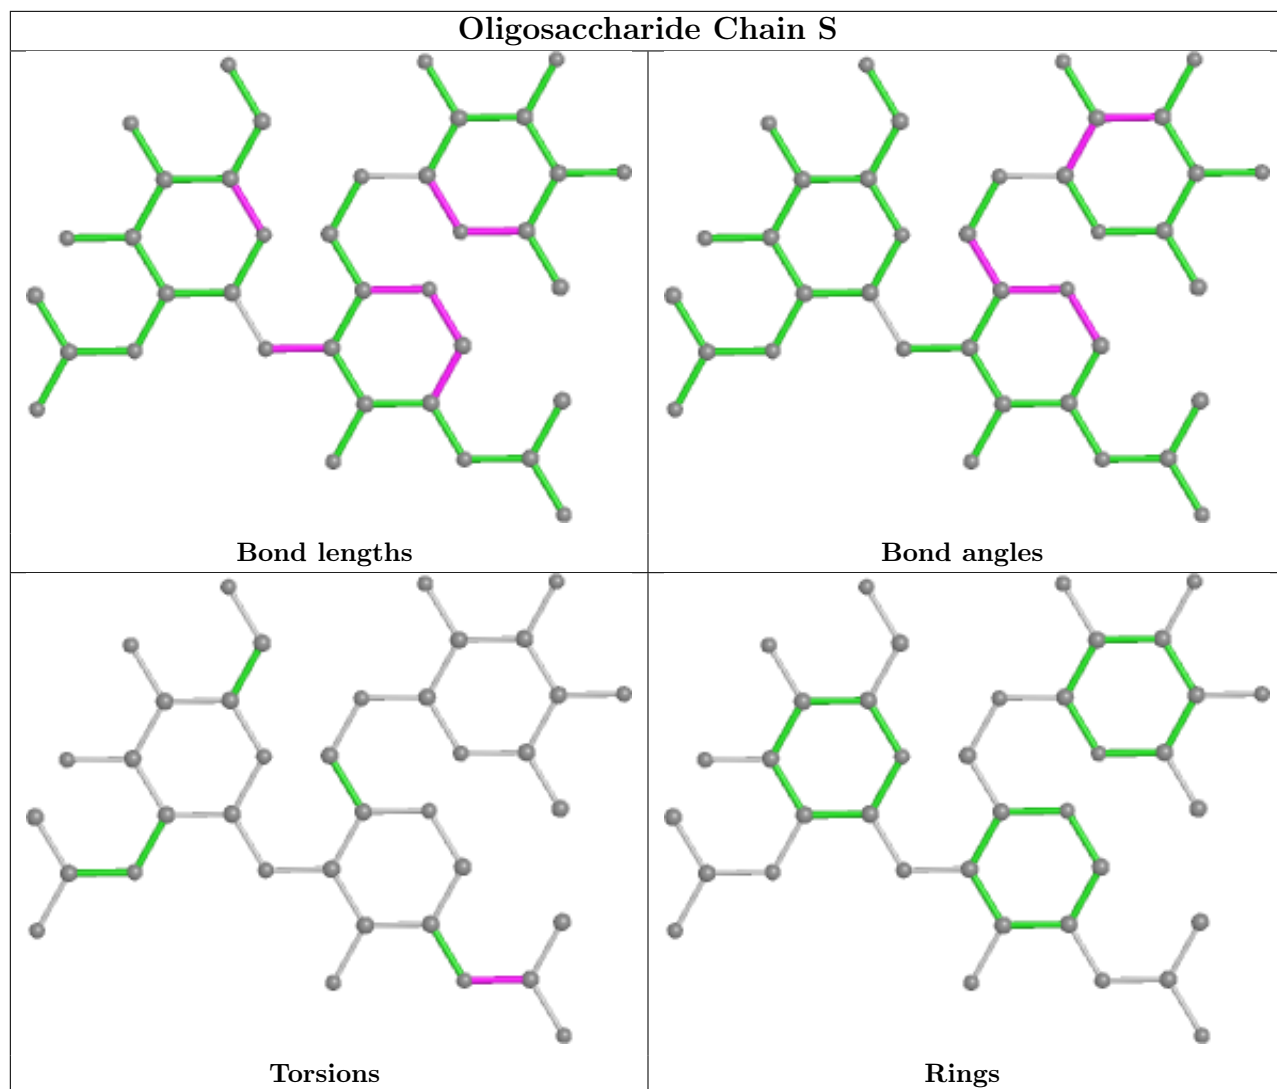 Oligosaccharide Chain S
Bond lengths
Bond angles
Torsions
Rings